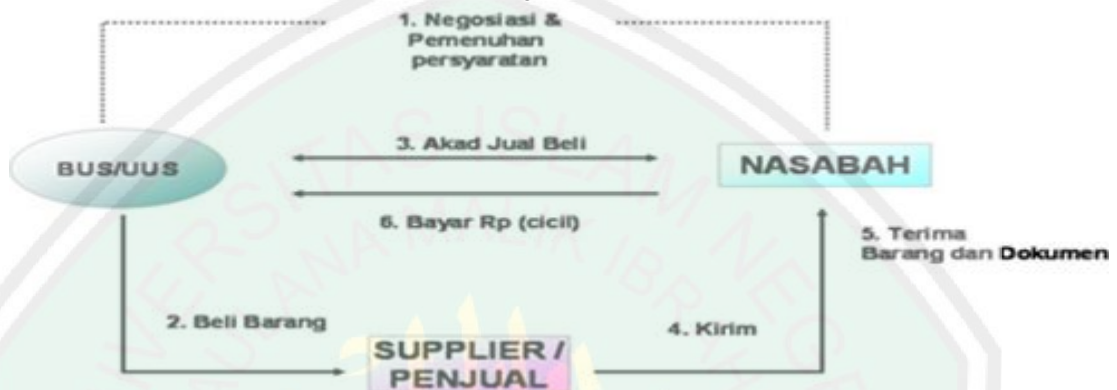 1. Negosiasi &
Pemenuhan
persyaratan
BUS/UUS
3. Akad Jual Beli
NASABAH
6. Bayar Rp (cicil)
5. Terima
Barang dan Dokumen
2. Beli Barang
4. Kirim
SUPPLIER /
PENJUAL